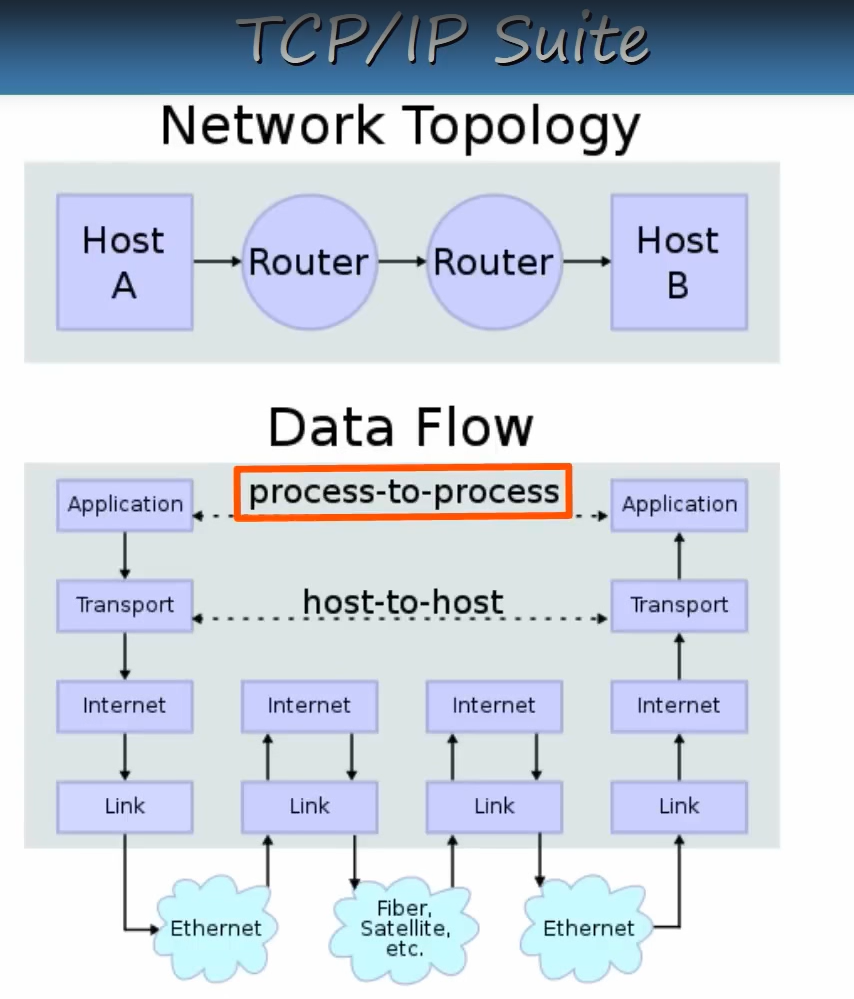 TCP/IP Suite
Network Topology
Host
A
Router
Router
Host
B
Data Flow
Application
process-to-process
Application
Transport
host-to-host
Transport
Internet
Internet
Internet
Internet
Link
Link
Link
Link
Ethernet
Fiber,
Satellite,
etc.
Ethernet